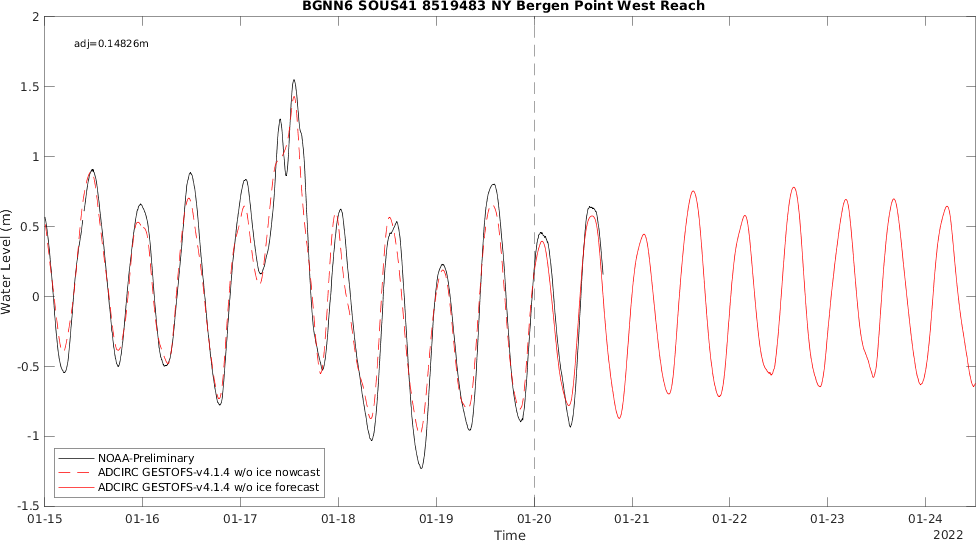 BGNN6 SOUS41 8519483 NY Bergen Point West Reach
adj=0.14826m
2
1.5
1
0.5
0
-0.5
-1
-1.5
Water Level (m)
NOAA-Preliminary
ADCIRC GESTOFS-v4.1.4 w/o ice nowcast
ADCIRC GESTOFS-v4.1.4 w/o ice forecast
01-15 01-16 01-17 01-18 01-19 01-20 01-21 01-22 01-23 01-24
Time
2022